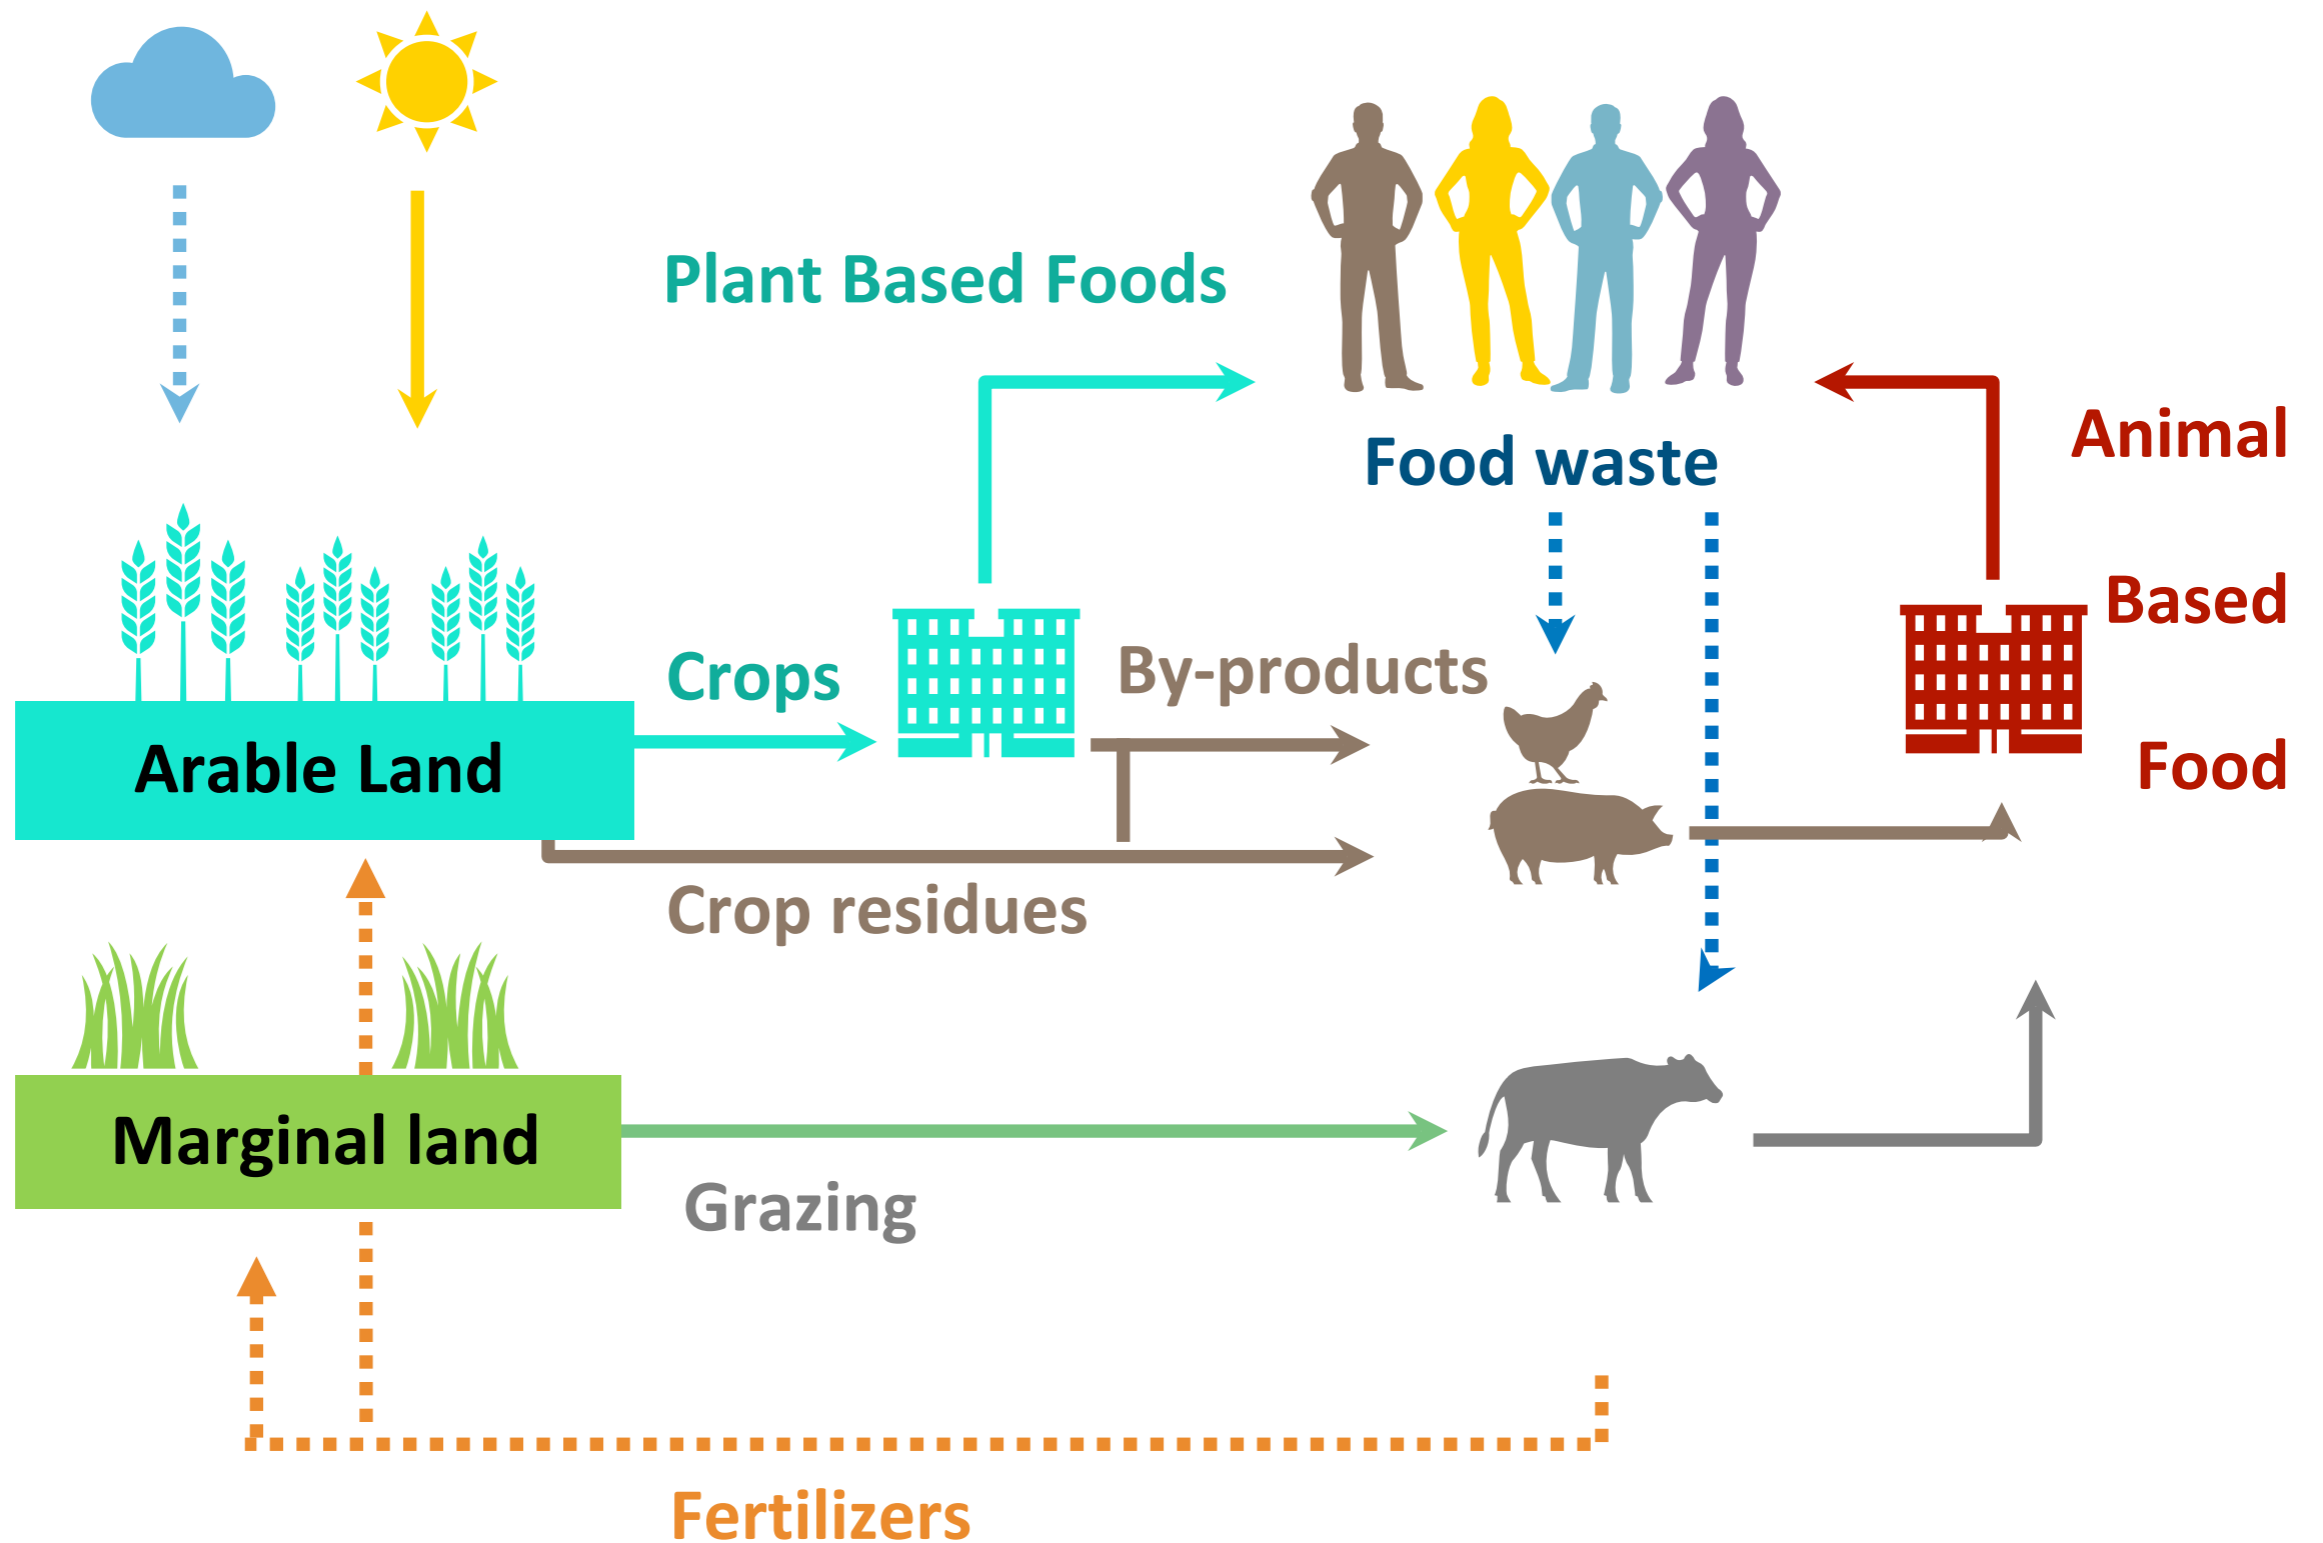 Plant Based Foods
Food waste
Animal
Based
Food
Crops
By-products
Arable Land
Crop residues
Marginal land
Grazing
Fertilizers